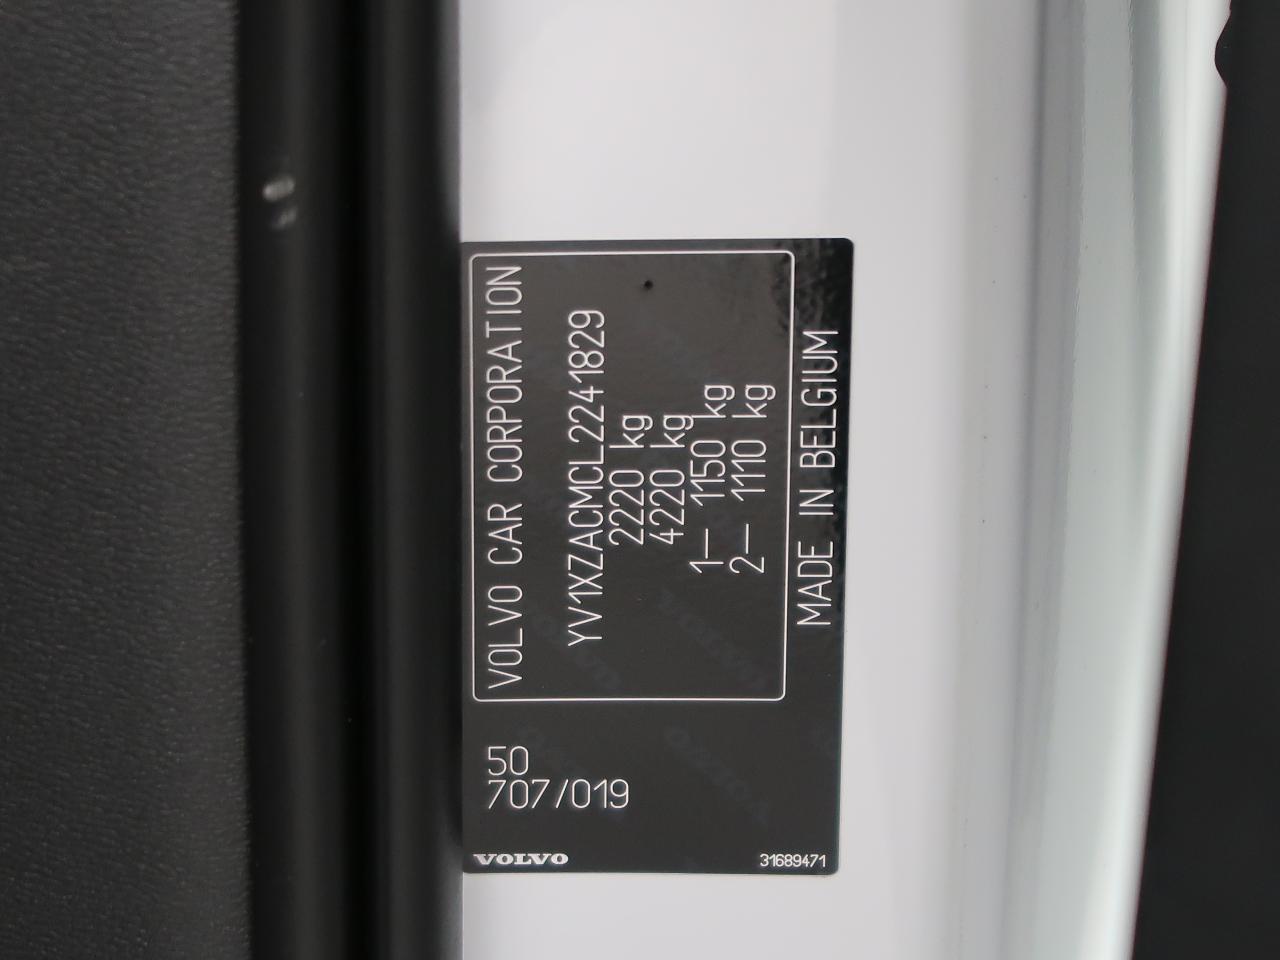 VOLVO CAR CORPORATION
YV1XZACMCL2241829
2220 kg
4220 kg
1— 1150 kg
2— 1110 kg
MADE IN BELGIUM
50
707/019
VOLVO
31689471